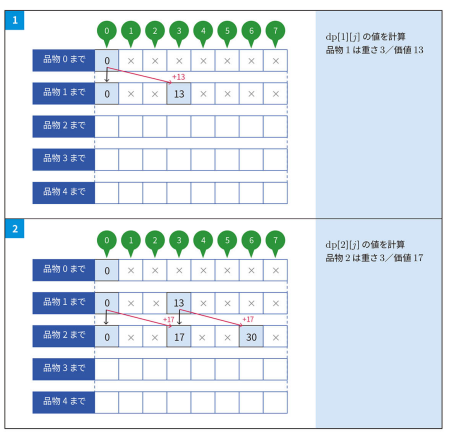 1
0 1 2 3 4 5 6 7
dp[1][j] の値を計算
品物 1 は重さ 3／価値 13
品物 0 まで 0 × × × × × × ×
+13
品物 1 まで 0 × × 13 × × × ×
品物 2 まで
品物 3 まで
品物 4 まで
2
0 1 2 3 4 5 6 7
dp[2][j] の値を計算
品物 2 は重さ 3／価値 17
品物 0 まで 0 × × × × × × ×
品物 1 まで 0 × × 13 × × × ×
+17 +17
品物 2 まで 0 × × 17 × × 30 ×
品物 3 まで
品物 4 まで